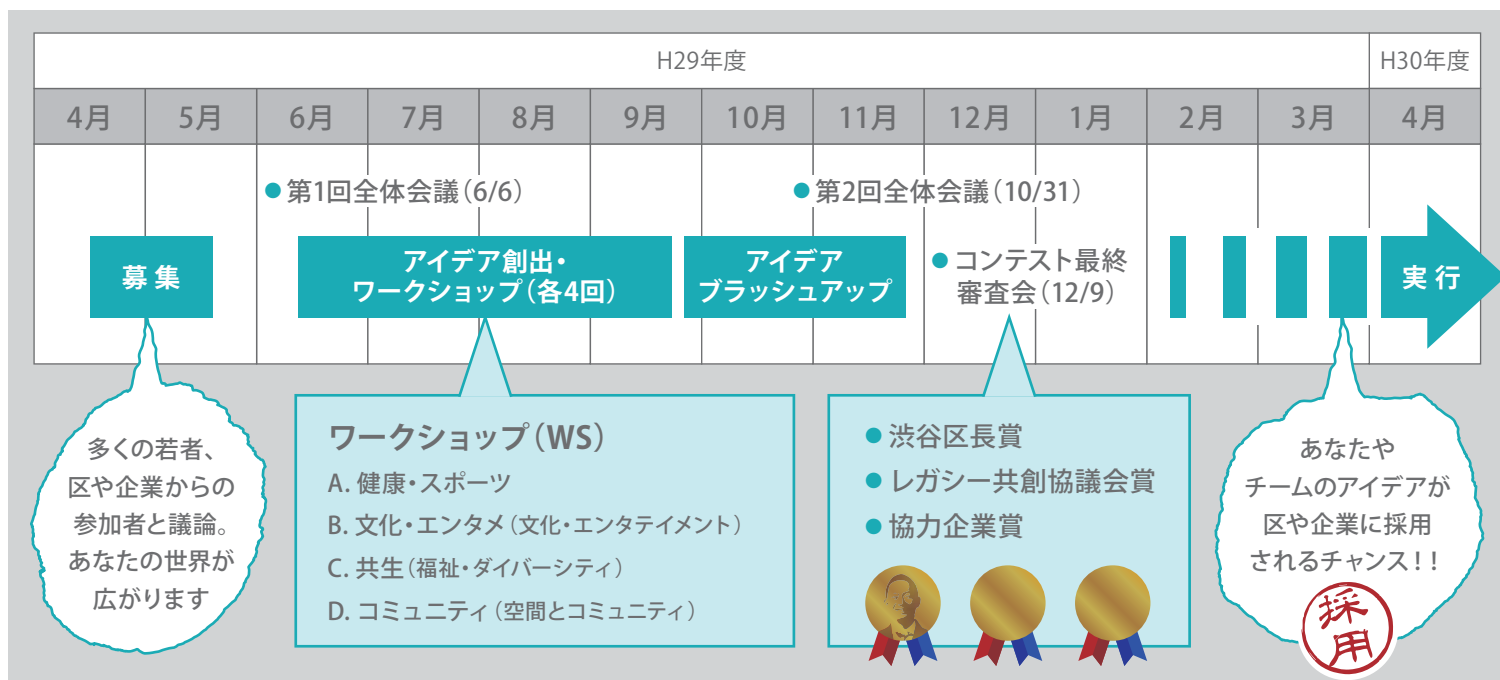 H29年度
H30年度
4月
5月
6月
7月
8月
9月
10月
11月
12月
1月
2月
3月
4月
●第1回全体会議(6/6)
●第2回全体会議(10/31)
募集
アイデア創出・
ワークショップ(各4回)
アイデア
ブラッシュアップ
●コンテスト最終
審査会(12/9)
実行
多くの若者、
区や企業からの
参加者と議論。
あなたの世界が
広がります
ワークショップ(WS)
A. 健康・スポーツ
B. 文化・エンタメ(文化・エンタテイメント)
C. 共生(福祉・ダイバーシティ)
D. コミュニティ(空間とコミュニティ)
●渋谷区長賞
●レガシー共創協議会賞
●協力企業賞
あなたや
チームのアイデアが
区や企業に採用
されるチャンス!!
採用